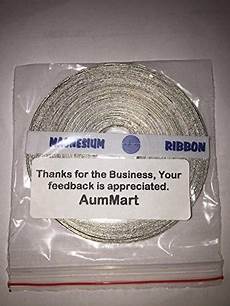 MAGNESIUM RIBBON
Thanks for the Business, Your
feedback is appreciated.
AumMart